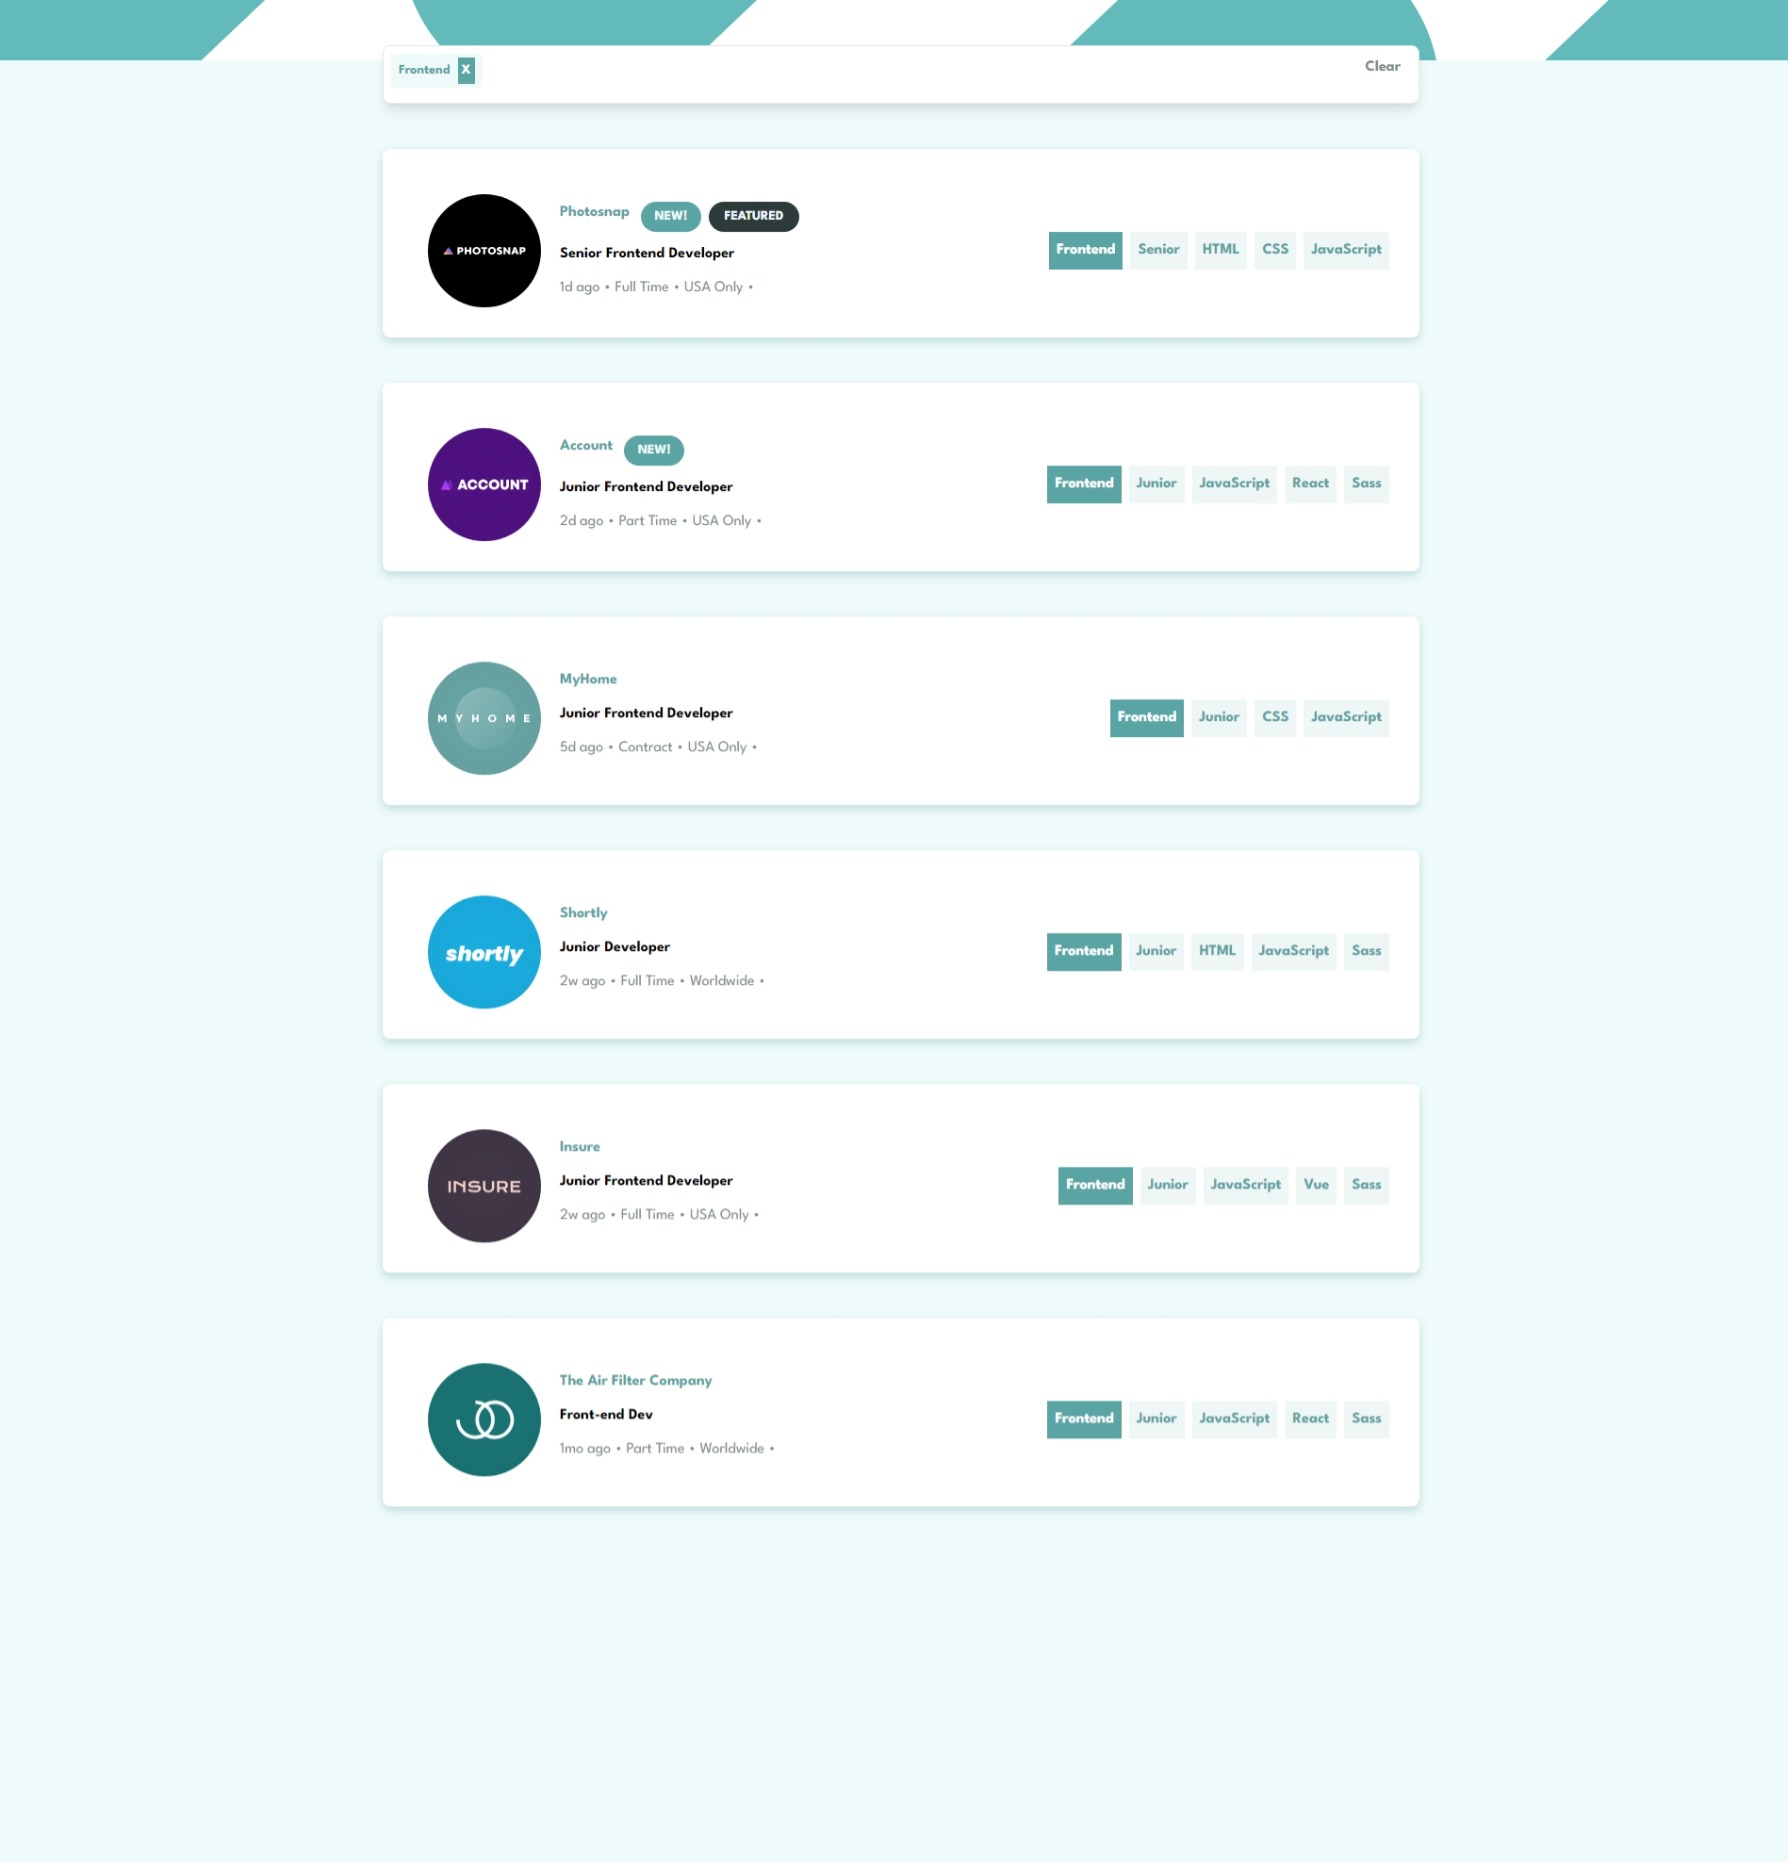 Frontend X Clear
PHOTOSNAP
Photosnap NEW! FEATURED
Senior Frontend Developer
1d ago • Full Time • USA Only •
Frontend Senior HTML CSS JavaScript
ACCOUNT
Account NEW!
Junior Frontend Developer
2d ago • Part Time • USA Only •
Frontend Junior JavaScript React Sass
MYHOME
MyHome
Junior Frontend Developer
5d ago • Contract • USA Only •
Frontend Junior CSS JavaScript
shortly
Shortly
Junior Developer
2w ago • Full Time • Worldwide •
Frontend Junior HTML JavaScript Sass
INSURE
Insure
Junior Frontend Developer
2w ago • Full Time • USA Only •
Frontend Junior JavaScript Vue Sass
The Air Filter Company
Front-end Dev
1mo ago • Part Time • Worldwide •
Frontend Junior JavaScript React Sass